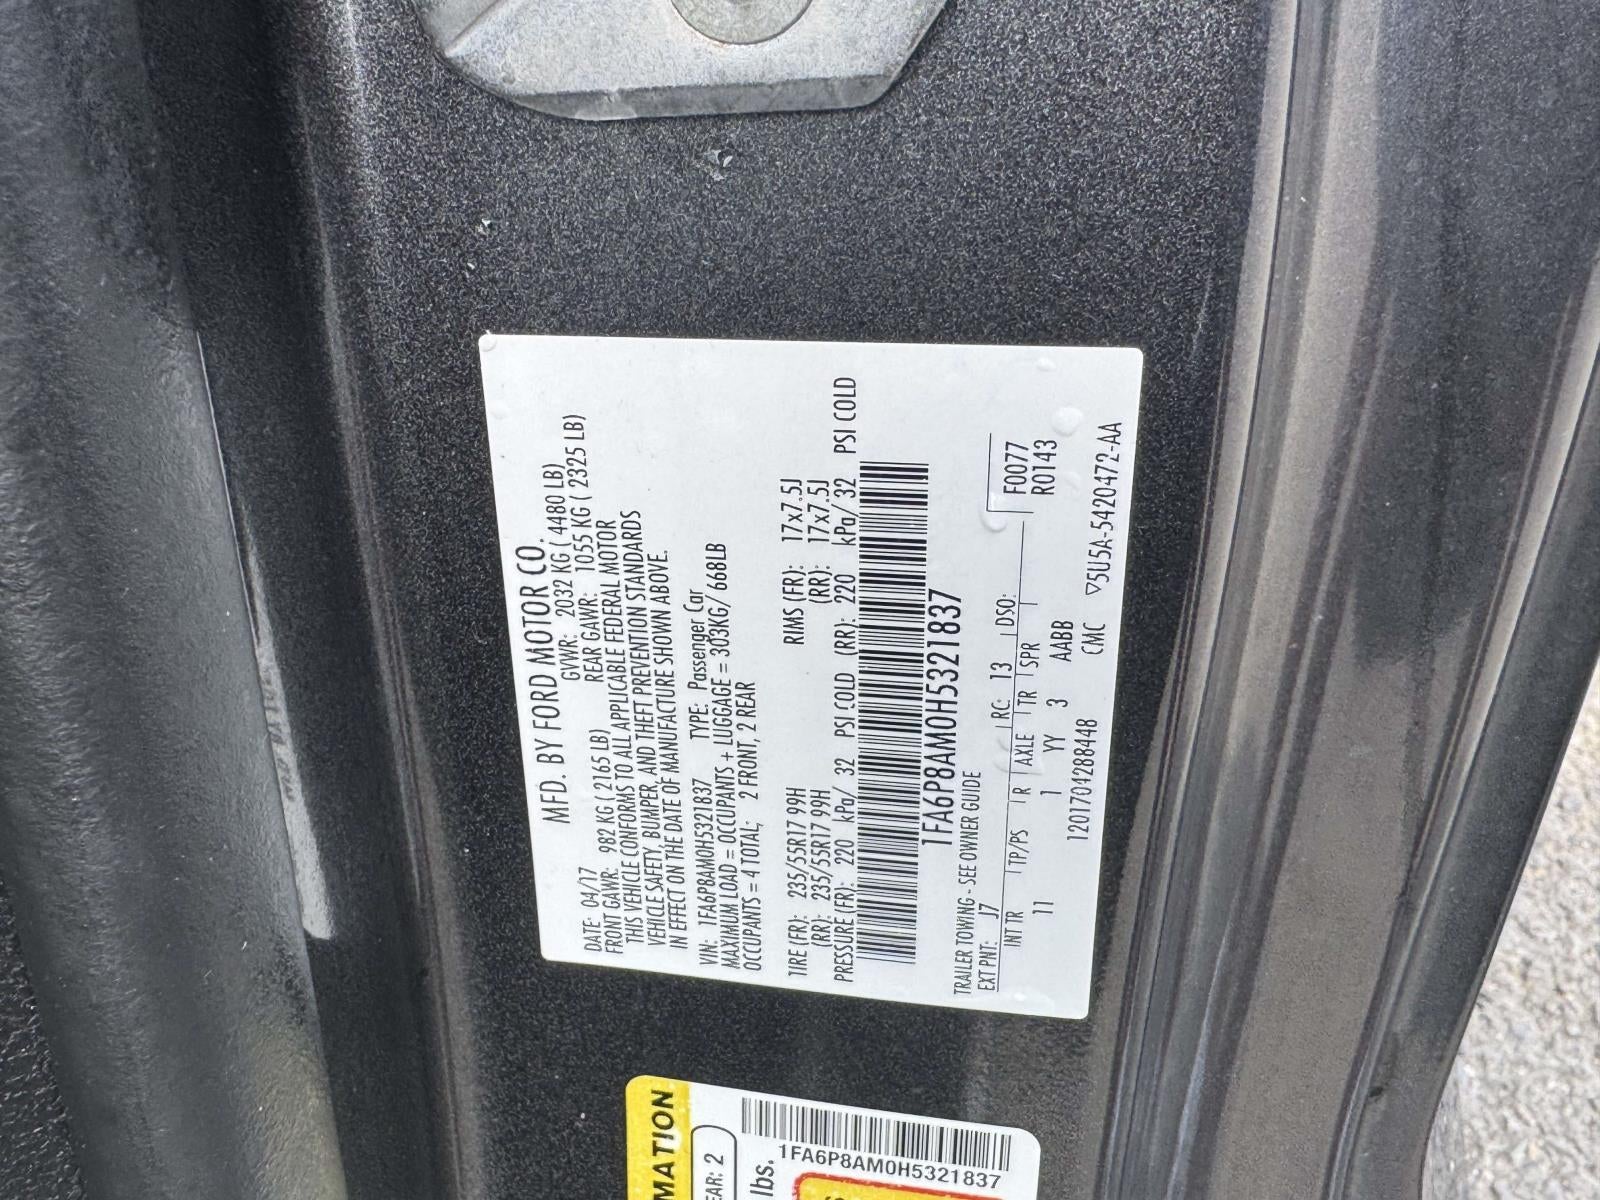 MFD. BY FORD MOTOR CO.
DATE: 04/17 GVWR: 2032 KG ( 4480 LB)
FRONT GAWR: 982 KG ( 2165 LB) REAR GAWR: 1055 KG ( 2325 LB)
THIS VEHICLE CONFORMS TO ALL APPLICABLE FEDERAL MOTOR
VEHICLE SAFETY, BUMPER, AND THEFT PREVENTION STANDARDS
IN EFFECT ON THE DATE OF MANUFACTURE SHOWN ABOVE.
VIN: 1FA6P8AM0H5321837 TYPE: Passenger Car
MAXIMUM LOAD = OCCUPANTS + LUGGAGE = 303KG/ 668LB
OCCUPANTS = 4 TOTAL; 2 FRONT, 2 REAR
TIRE (FR): 235/55R17 99H RIMS (FR): 17x7.5J
(RR): 235/55R17 99H (RR): 17x7.5J
PRESSURE (FR): 220 kPa/ 32 PSI COLD (RR): 220 kPa/ 32 PSI COLD
1FA6P8AM0H5321837
TRAILER TOWING - SEE OWNER GUIDE
EXT PNT: J7 RC: 13 DSO: F0077
INT TR TP/PS R AXLE TR SPR R0143
11 1 YY 3 AABB
1201704288448 CMC ▽5U5A-5420472-AA
MATION
EAR: 2
lbs.
1FA6P8AM0H5321837